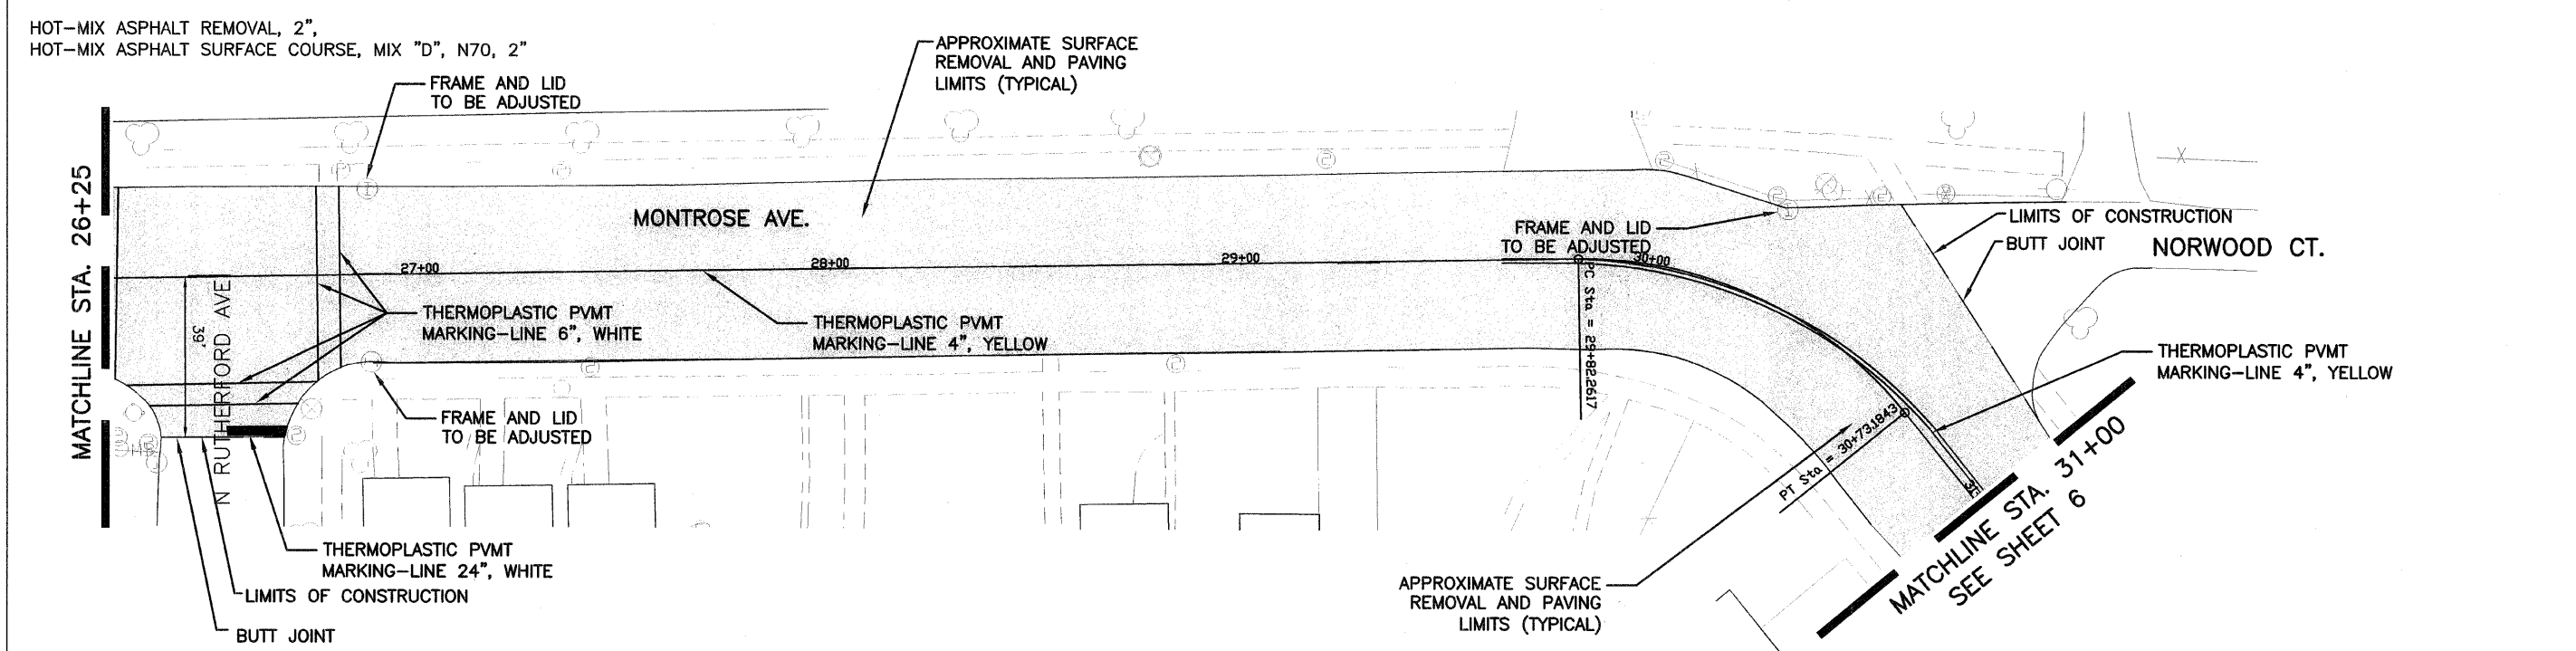 HOT-MIX ASPHALT REMOVAL, 2",
HOT-MIX ASPHALT SURFACE COURSE, MIX "D", N70, 2"
FRAME AND LID
TO BE ADJUSTED
APPROXIMATE SURFACE
REMOVAL AND PAVING
LIMITS (TYPICAL)
MATCHLINE STA. 26+25
MONTROSE AVE.
27+00
28+00
29+00
30+00
FRAME AND LID
TO BE ADJUSTED
LIMITS OF CONSTRUCTION
BUTT JOINT
NORWOOD CT.
39'
N RUTHERFORD AVE
THERMOPLASTIC PVMT
MARKING-LINE 6", WHITE
THERMOPLASTIC PVMT
MARKING-LINE 4", YELLOW
PC Sta = 29+82.2617
THERMOPLASTIC PVMT
MARKING-LINE 4", YELLOW
FRAME AND LID
TO BE ADJUSTED
PT Sta = 30+73.1843
MATCHLINE STA. 31+00
SEE SHEET 6
THERMOPLASTIC PVMT
MARKING-LINE 24", WHITE
LIMITS OF CONSTRUCTION
BUTT JOINT
APPROXIMATE SURFACE
REMOVAL AND PAVING
LIMITS (TYPICAL)